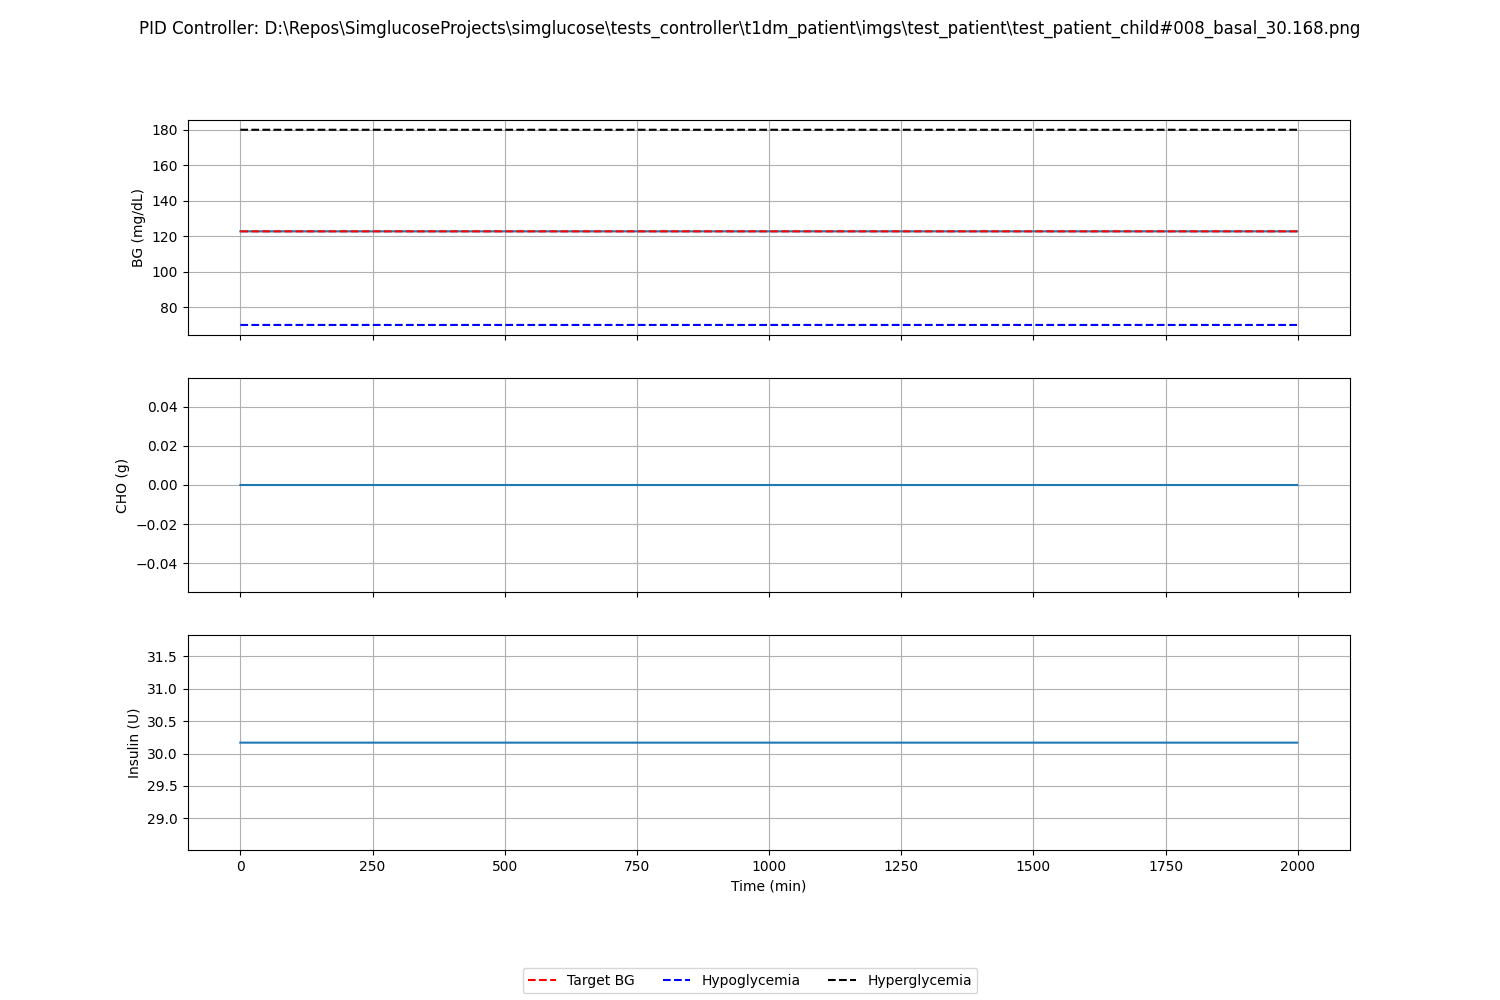 PID Controller: D:\Repos\SimglucoseProjects\simglucose\tests_controller\t1dm_patient\imgs\test_patient\test_patient_child#008_basal_30.168.png
180
160
140
120
100
80
BG (mg/dL)
0.04
0.02
0.00
−0.02
−0.04
CHO (g)
31.5
31.0
30.5
30.0
29.5
29.0
Insulin (U)
0 250 500 750 1000 1250 1500 1750 2000
Time (min)
Target BG Hypoglycemia Hyperglycemia